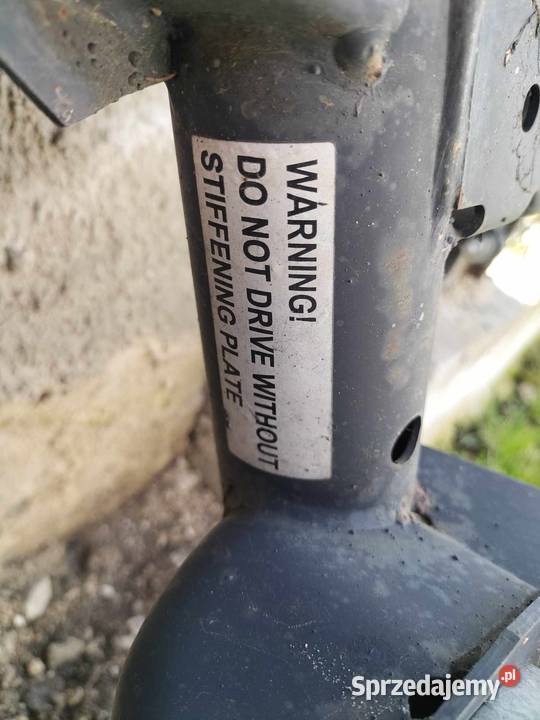 WARNING!
DO NOT DRIVE WITHOUT
STIFFENING PLATE
Sprzedajemy.pl